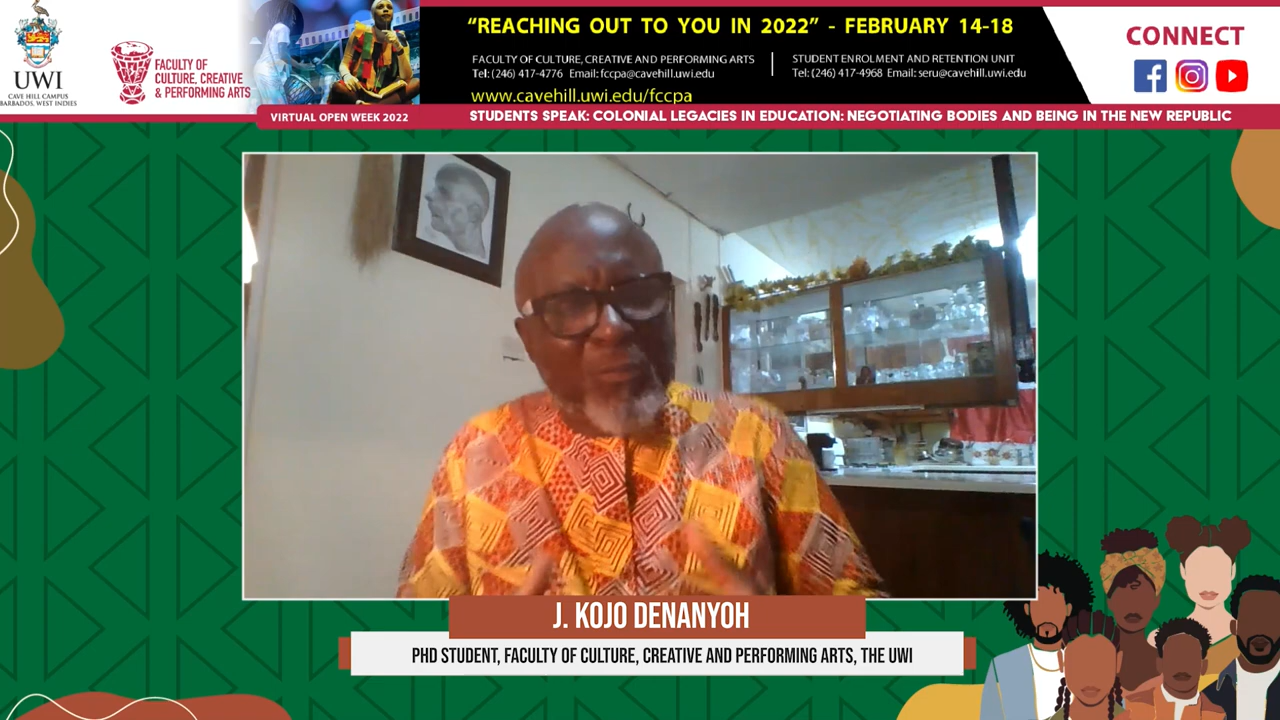 UWI
CAVE HILL CAMPUS
BARBADOS, WEST INDIES
FACULTY OF
CULTURE, CREATIVE
& PERFORMING ARTS
"REACHING OUT TO YOU IN 2022" - FEBRUARY 14-18
FACULTY OF CULTURE, CREATIVE AND PERFORMING ARTS
Tel: (246) 417-4776 Email: fccpa@cavehill.uwi.edu
STUDENT ENROLMENT AND RETENTION UNIT
Tel: (246) 417-4968 Email: seru@cavehill.uwi.edu
www.cavehill.uwi.edu/fccpa
CONNECT
VIRTUAL OPEN WEEK 2022
STUDENTS SPEAK: COLONIAL LEGACIES IN EDUCATION: NEGOTIATING BODIES AND BEING IN THE NEW REPUBLIC
J. KOJO DENANYOH
PHD STUDENT, FACULTY OF CULTURE, CREATIVE AND PERFORMING ARTS, THE UWI